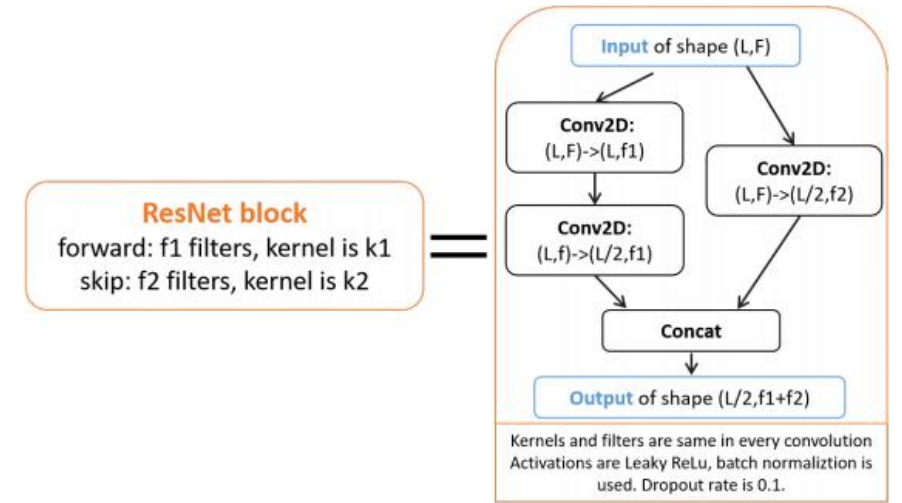 ResNet block
forward: f1 filters, kernel is k1
skip: f2 filters, kernel is k2
Input of shape (L,F)
Conv2D:
(L,F)->(L,f1)
Conv2D:
(L,f)->(L/2,f1)
Conv2D:
(L,F)->(L/2,f2)
Concat
Output of shape (L/2,f1+f2)
Kernels and filters are same in every convolution
Activations are Leaky ReLu, batch normaliztion is
used. Dropout rate is 0.1.